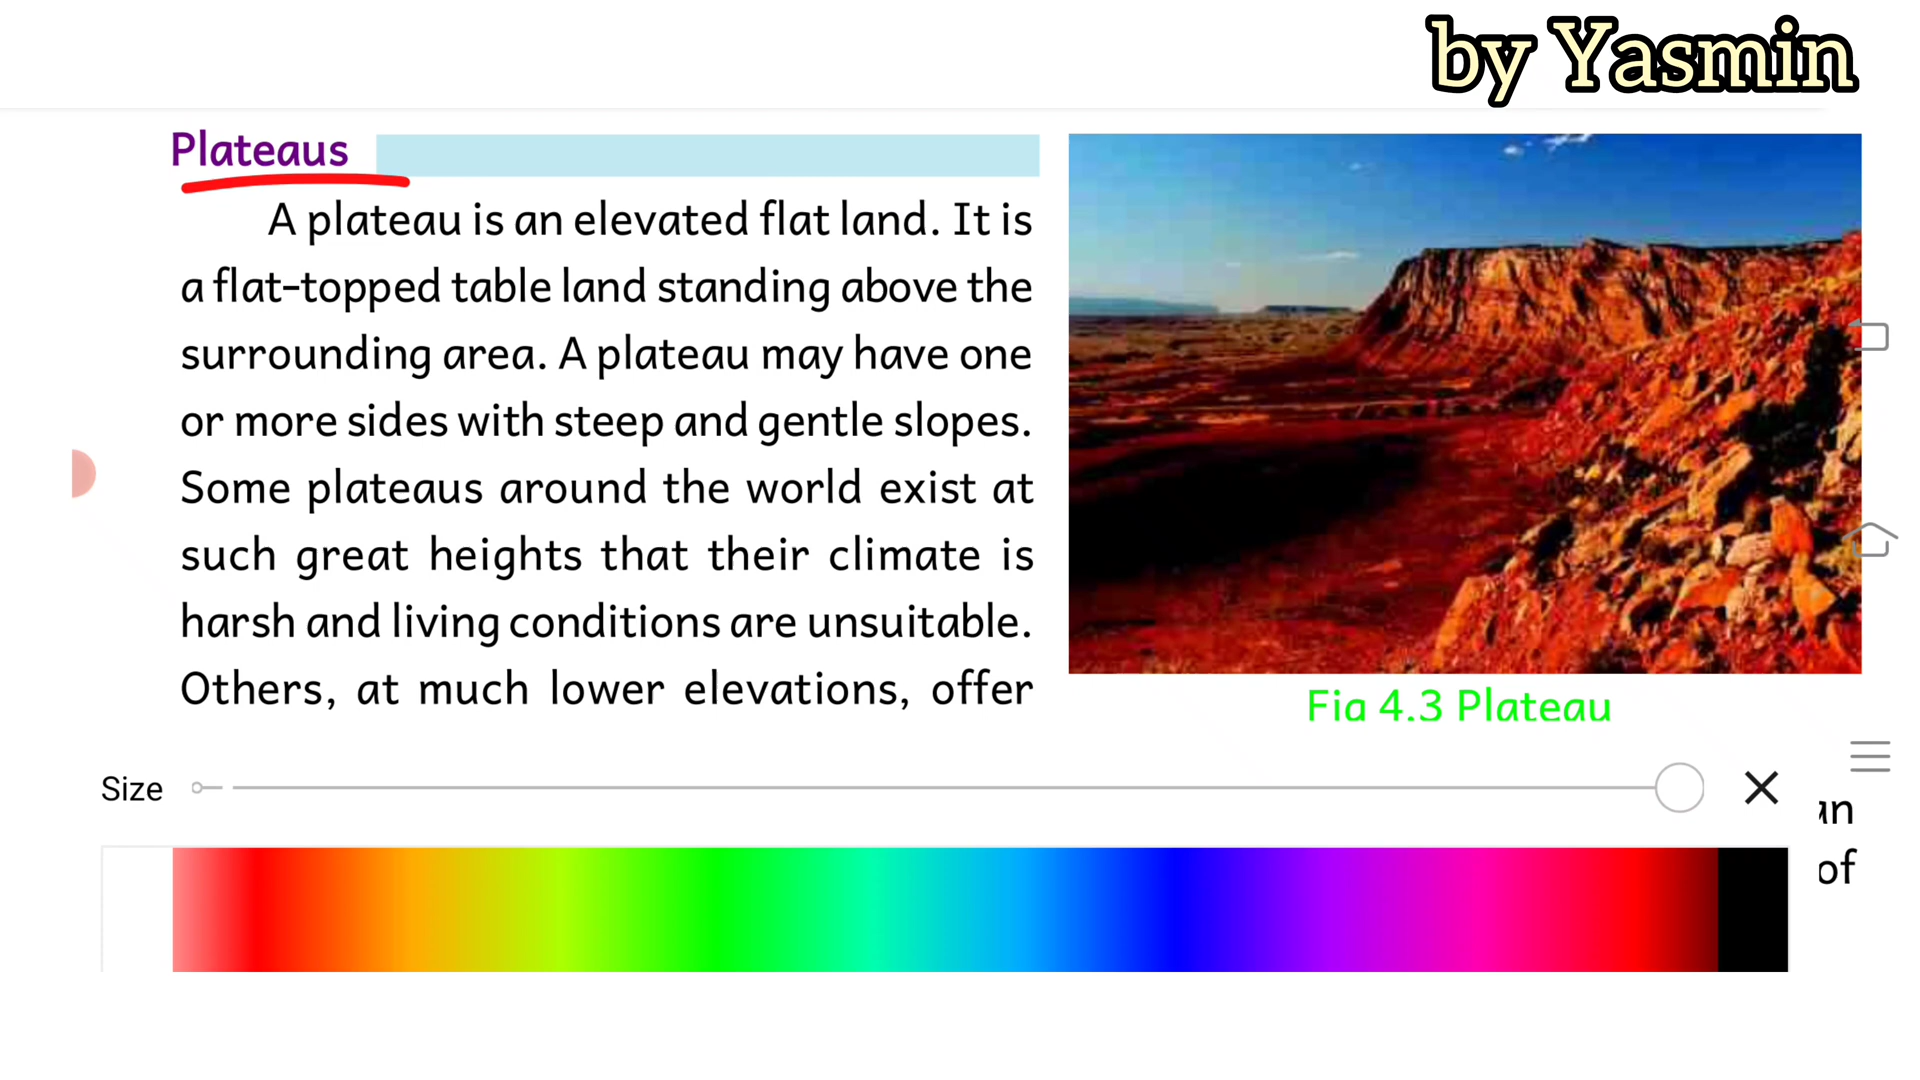 by Yasmin
Plateaus
A plateau is an elevated flat land. It is
a flat-topped table land standing above the
surrounding area. A plateau may have one
or more sides with steep and gentle slopes.
Some plateaus around the world exist at
such great heights that their climate is
harsh and living conditions are unsuitable.
Others, at much lower elevations, offer
Fig 4.3 Plateau
Size
an
of